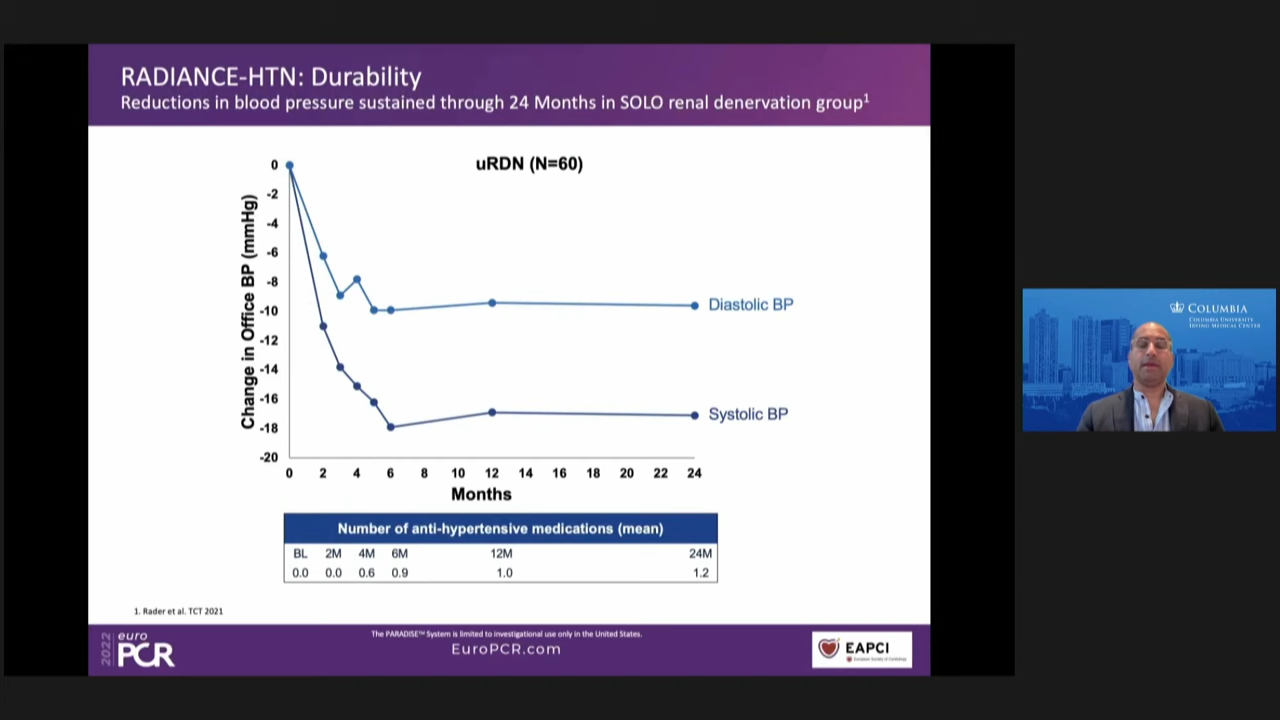 RADIANCE-HTN: Durability
Reductions in blood pressure sustained through 24 Months in SOLO renal denervation group1
uRDN (N=60)
Change in Office BP (mmHg)
0
-2
-4
-6
-8
-10
-12
-14
-16
-18
-20
Diastolic BP
Systolic BP
0 2 4 6 8 10 12 14 16 18 20 22 24
Months
Number of anti-hypertensive medications (mean)
BL 2M 4M 6M 12M 24M
0.0 0.0 0.6 0.9 1.0 1.2
1. Rader et al. TCT 2021
The PARADISE™ System is limited to investigational use only in the United States.
2022 euro PCR
EuroPCR.com
EAPCI
European Society of Cardiology
COLUMBIA
COLUMBIA UNIVERSITY
IRVING MEDICAL CENTER